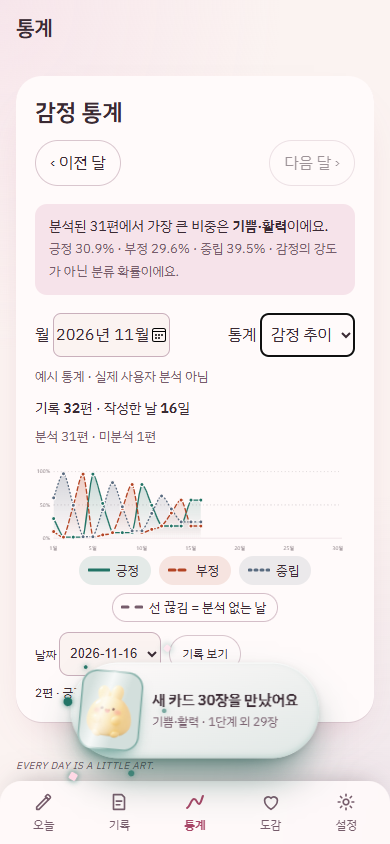 통계
감정 통계
‹ 이전 달
다음 달 ›
분석된 31편에서 가장 큰 비중은 기쁨·활력이에요.
긍정 30.9% · 부정 29.6% · 중립 39.5% · 감정의 강도
가 아닌 분류 확률이에요.
월 2026년 11월
통계 감정 추이
예시 통계 · 실제 사용자 분석 아님
기록 32편 · 작성한 날 16일
분석 31편 · 미분석 1편
100%
50%
0%
1일 5일 10일 15일 20일 25일 30일
긍정 부정 중립
선 끊김 = 분석 없는 날
날짜 2026-11-16 기록 보기
2편 ·
새 카드 30장을 만났어요
기쁨·활력 · 1단계 외 29장
EVERY DAY IS A LITTLE ART.
오늘 기록 통계 도감 설정